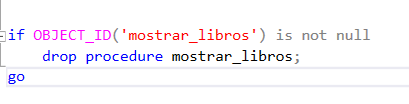 if OBJECT_ID('mostrar_libros') is not null
drop procedure mostrar_libros;
go